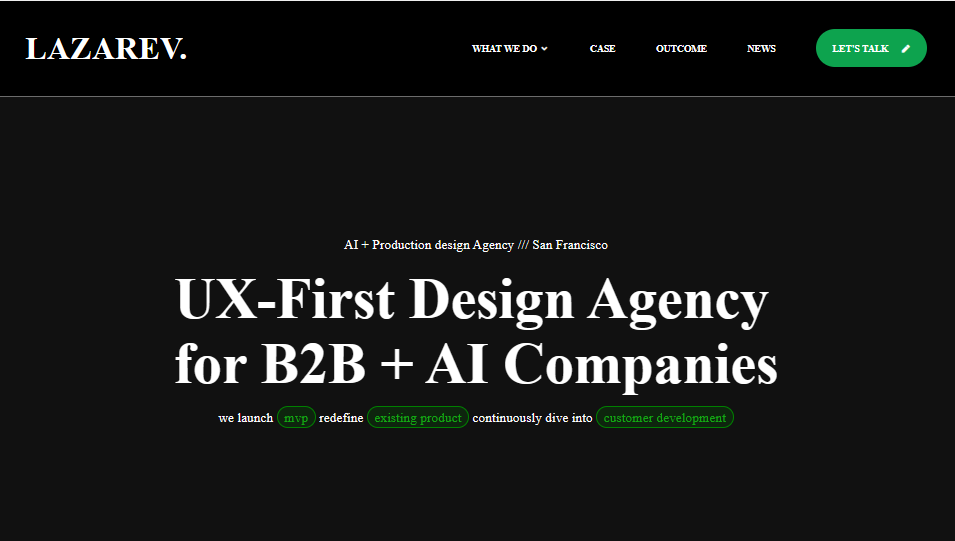 LAZAREV.
WHAT WE DO CASE OUTCOME NEWS LET'S TALK
AI + Production design Agency /// San Francisco
UX-First Design Agency
for B2B + AI Companies
we launch mvp redefine existing product continuously dive into customer development